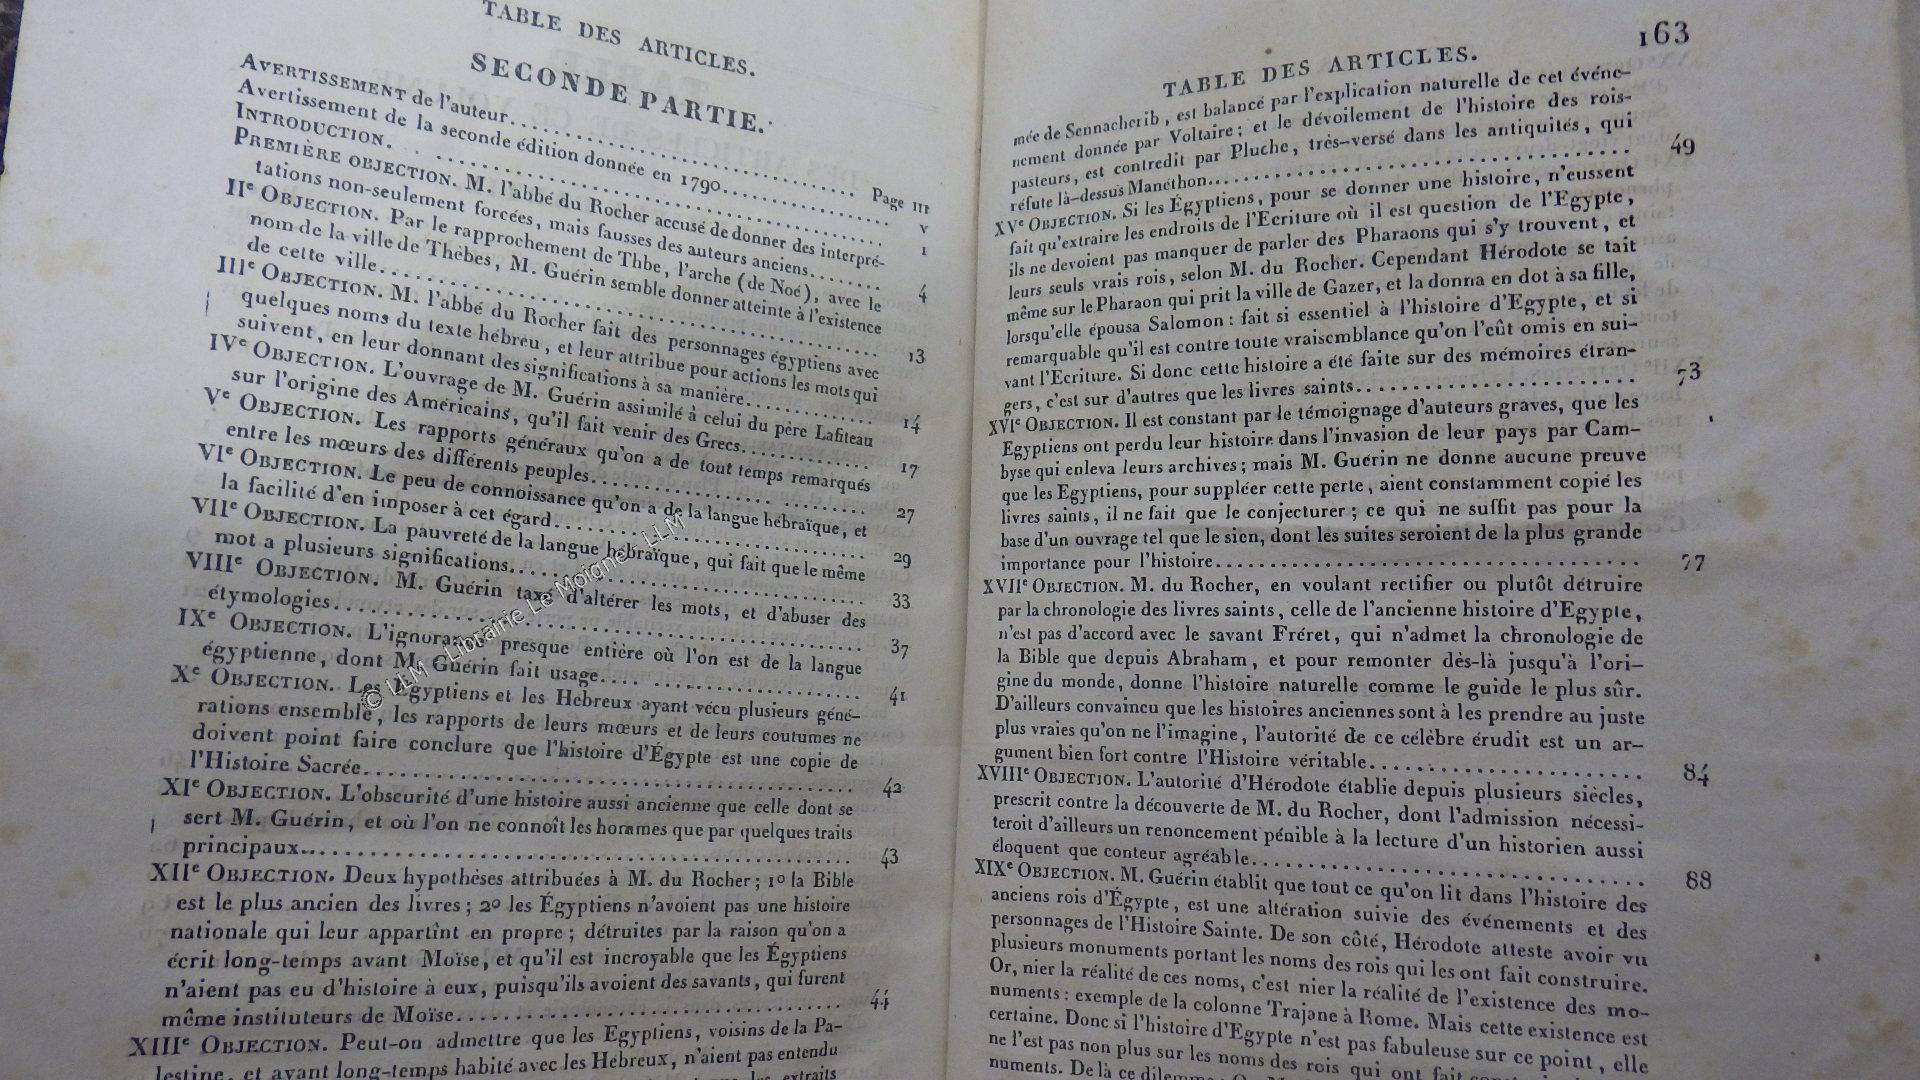 TABLE DES ARTICLES.
SECONDE PARTIE.
AVERTISSEMENT de l'auteur........ Page III
Avertissement de la seconde édition donnée en 1790........ V
INTRODUCTION........ 1
PREMIÈRE OBJECTION. M. l'abbé du Rocher accusé de donner des interpré-
tations non-seulement forcées, mais fausses des auteurs anciens........ 4
IIe OBJECTION. Par le rapprochement de Thbe, l'arche (de Noé), avec le
nom de la ville de Thèbes, M. Guérin semble donner atteinte à l'existence
de cette ville........ 13
IIIe OBJECTION. M. l'abbé du Rocher fait des personnages égyptiens avec
quelques noms du texte hébreu, et leur attribue pour actions les mots qui
suivent, en leur donnant des significations à sa manière........ 14
IVe OBJECTION. L'ouvrage de M. Guérin assimilé à celui du père Lafiteau
sur l'origine des Américains, qu'il fait venir des Grecs........ 17
Ve OBJECTION. Les rapports généraux qu'on a de tout temps remarqués
entre les mœurs des différents peuples........ 27
VIe OBJECTION. Le peu de connoissance qu'on a de la langue hébraïque, et
la facilité d'en imposer à cet égard........ 29
VIIe OBJECTION. La pauvreté de la langue hébraïque, qui fait que le même
mot a plusieurs significations........ 33
VIIIe OBJECTION. M. Guérin taxé d'altérer les mots, et d'abuser des
étymologies........ 37
IXe OBJECTION. L'ignorance presque entière où l'on est de la langue
égyptienne, dont M. Guérin fait usage........ 41
Xe OBJECTION. Les Egyptiens et les Hebreux ayant vécu plusieurs géné-
rations ensemble, les rapports de leurs mœurs et de leurs coutumes ne
doivent point faire conclure que l'histoire d'Égypte est une copie de
l'Histoire Sacrée........ 42
XIe OBJECTION. L'obscurité d'une histoire aussi ancienne que celle dont se
sert M. Guérin, et où l'on ne connoît les hommes que par quelques traits
principaux........ 43
XIIe OBJECTION. Deux hypothèses attribuées à M. du Rocher; 1o la Bible
est le plus ancien des livres; 2o les Égyptiens n'avoient pas une histoire
nationale qui leur appartînt en propre; détruites par la raison qu'on a
écrit long-temps avant Moïse, et qu'il est incroyable que les Égyptiens
n'aient pas eu d'histoire à eux, puisqu'ils avoient des savants, qui furent
même instituteurs de Moïse........ 44
XIIIe OBJECTION. Peut-on admettre que les Egyptiens, voisins de la Pa-
lestine, et ayant long-temps habité avec les Hebreux, n'aient pas entendu
les extraits
© LLM - Librairie Le Moigne - LLM
163
TABLE DES ARTICLES.
mée de Sennacherib, est balancé par l'explication naturelle de cet événe-
nement donnée par Voltaire; et le dévoilement de l'histoire des rois-
pasteurs, est contredit par Pluche, très-versé dans les antiquités, qui
réfute là-dessus Manéthon........ 49
XVe OBJECTION. Si les Égyptiens, pour se donner une histoire, n'eussent
fait qu'extraire les endroits de l'Ecriture où il est question de l'Egypte,
ils ne devoient pas manquer de parler des Pharaons qui s'y trouvent, et
leurs seuls vrais rois, selon M. du Rocher. Cependant Hérodote se tait
même sur le Pharaon qui prit la ville de Gazer, et la donna en dot à sa fille,
lorsqu'elle épousa Salomon: fait si essentiel à l'histoire d'Egypte, et si
remarquable qu'il est contre toute vraisemblance qu'on l'eût omis en sui-
vant l'Ecriture. Si donc cette histoire a été faite sur des mémoires étran-
gers, c'est sur d'autres que les livres saints........ 73
XVIe OBJECTION. Il est constant par le témoignage d'auteurs graves, que les
Egyptiens ont perdu leur histoire dans l'invasion de leur pays par Cam-
byse qui enleva leurs archives; mais M. Guérin ne donne aucune preuve
que les Egyptiens, pour suppléer cette perte, aient constamment copié les
livres saints, il ne fait que le conjecturer; ce qui ne suffit pas pour la
base d'un ouvrage tel que le sien, dont les suites seroient de la plus grande
importance pour l'histoire........ 77
XVIIe OBJECTION. M. du Rocher, en voulant rectifier ou plutôt détruire
par la chronologie des livres saints, celle de l'ancienne histoire d'Egypte,
n'est pas d'accord avec le savant Fréret, qui n'admet la chronologie de
la Bible que depuis Abraham, et pour remonter dès-là jusqu'à l'ori-
gine du monde, donne l'histoire naturelle comme le guide le plus sûr.
D'ailleurs convaincu que les histoires anciennes sont à les prendre au juste
plus vraies qu'on ne l'imagine, l'autorité de ce célèbre érudit est un ar-
gument bien fort contre l'Histoire véritable........ 84
XVIIIe OBJECTION. L'autorité d'Hérodote établie depuis plusieurs siècles,
prescrit contre la découverte de M. du Rocher, dont l'admission nécessi-
teroit d'ailleurs un renoncement pénible à la lecture d'un historien aussi
éloquent que conteur agréable........ 88
XIXe OBJECTION. M. Guérin établit que tout ce qu'on lit dans l'histoire des
anciens rois d'Égypte, est une altération suivie des événements et des
personnages de l'Histoire Sainte. De son côté, Hérodote atteste avoir vu
plusieurs monuments portant les noms des rois qui les ont fait construire.
Or, nier la réalité de ces noms, c'est nier la réalité de l'existence des mo-
numents: exemple de la colonne Trajane à Rome. Mais cette existence est
certaine. Donc si l'histoire d'Egypte n'est pas fabuleuse sur ce point, elle
ne l'est pas non plus sur les noms des rois qui ont fait
numents. De là ce dilemme: